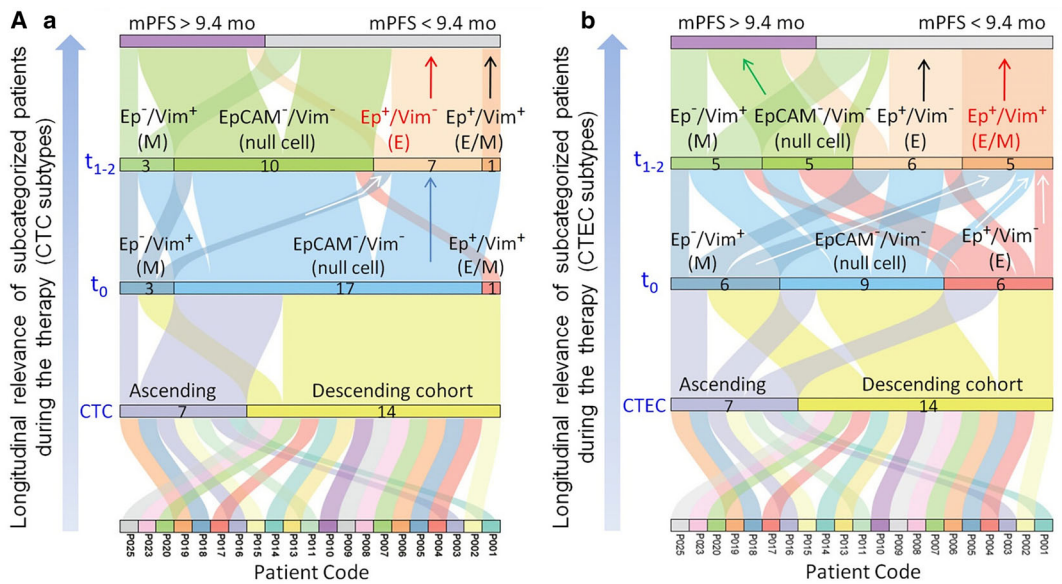 A a
mPFS > 9.4 mo mPFS < 9.4 mo
Longitudinal relevance of subcategorized patients
during the therapy (CTC subtypes)
Ep⁻/Vim⁺
(M)
EpCAM⁻/Vim⁻
(null cell)
Ep⁺/Vim⁻
(E)
Ep⁺/Vim⁺
(E/M)
t₁₋₂ 3 10 7 1
Ep⁻/Vim⁺
(M)
EpCAM⁻/Vim⁻
(null cell)
Ep⁺/Vim⁺
(E/M)
t₀ 3 17 1
Ascending Descending cohort
CTC 7 14
P025 P023 P020 P019 P018 P017 P016 P015 P014 P013 P011 P010 P009 P008 P007 P006 P005 P004 P003 P002 P001
Patient Code
b
mPFS > 9.4 mo mPFS < 9.4 mo
Longitudinal relevance of subcategorized patients
during the therapy (CTEC subtypes)
Ep⁻/Vim⁺
(M)
EpCAM⁻/Vim⁻
(null cell)
Ep⁺/Vim⁻
(E)
Ep⁺/Vim⁺
(E/M)
t₁₋₂ 5 5 6 5
Ep⁻/Vim⁺
(M)
EpCAM⁻/Vim⁻
(null cell)
Ep⁺/Vim⁻
(E)
t₀ 6 9 6
Ascending Descending cohort
CTEC 7 14
P025 P023 P020 P019 P018 P017 P016 P015 P014 P013 P011 P010 P009 P008 P007 P006 P005 P004 P003 P002 P001
Patient Code